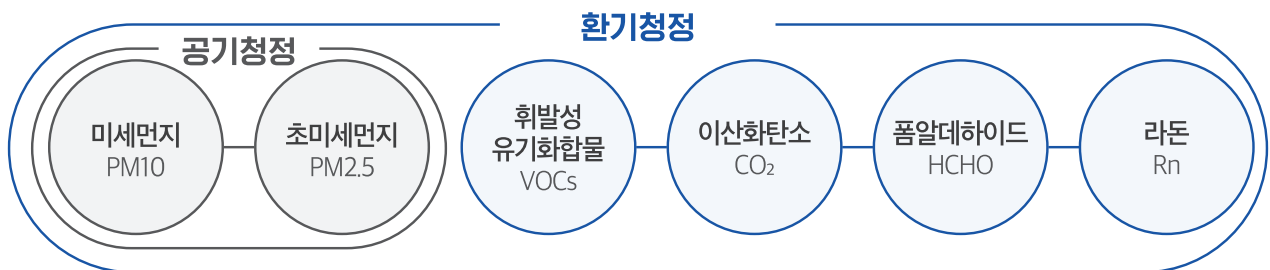 환기청정
공기청정
미세먼지
PM10
초미세먼지
PM2.5
휘발성
유기화합물
VOCs
이산화탄소
CO₂
폼알데하이드
HCHO
라돈
Rn